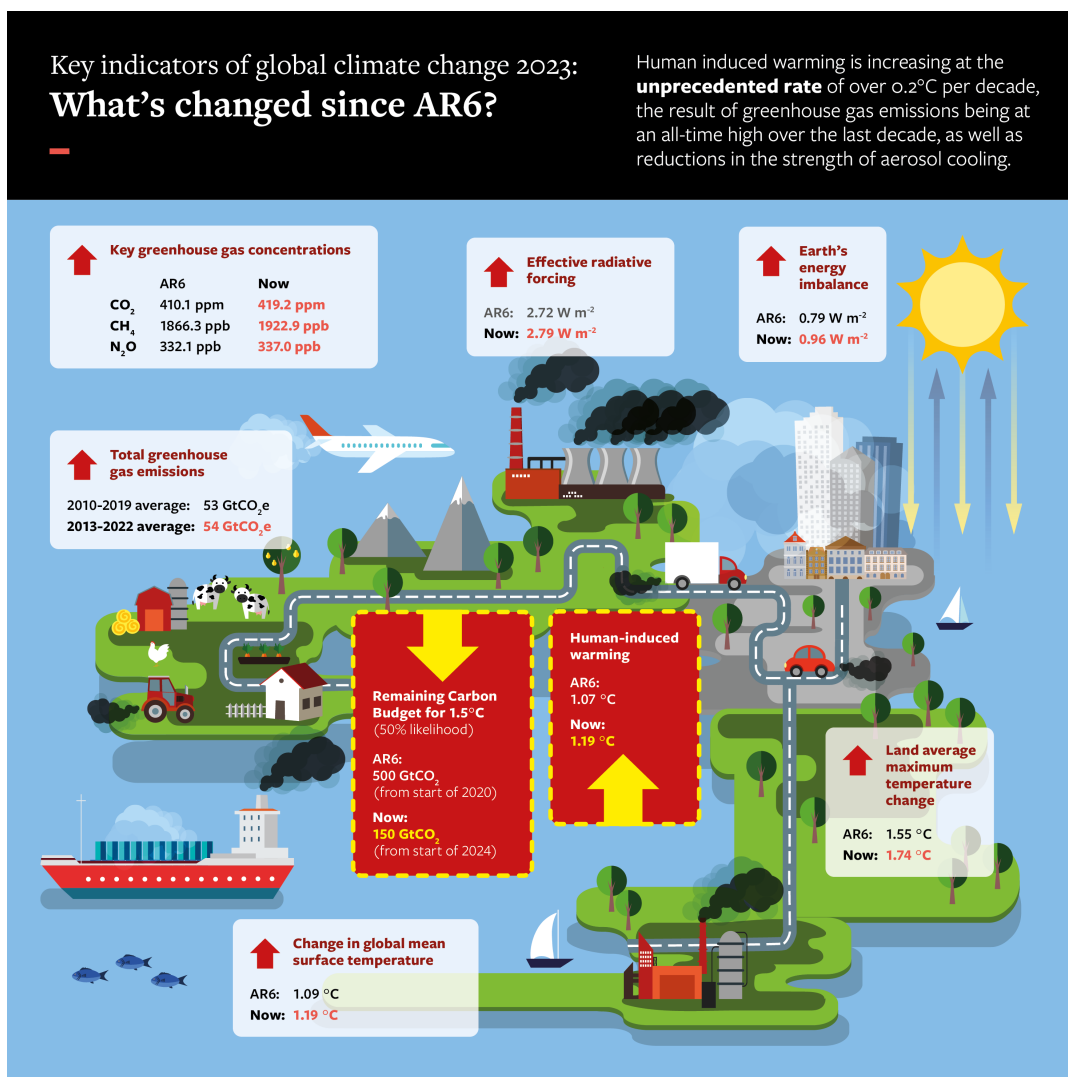 Key indicators of global climate change 2023:
What's changed since AR6?
Human induced warming is increasing at the
unprecedented rate of over 0.2°C per decade,
the result of greenhouse gas emissions being at
an all-time high over the last decade, as well as
reductions in the strength of aerosol cooling.
Key greenhouse gas concentrations
AR6 Now
CO₂ 410.1 ppm 419.2 ppm
CH₄ 1866.3 ppb 1922.9 ppb
N₂O 332.1 ppb 337.0 ppb
Effective radiative
forcing
AR6: 2.72 W m⁻²
Now: 2.79 W m⁻²
Earth's
energy
imbalance
AR6: 0.79 W m⁻²
Now: 0.96 W m⁻²
Total greenhouse
gas emissions
2010-2019 average: 53 GtCO₂e
2013-2022 average: 54 GtCO₂e
Remaining Carbon
Budget for 1.5°C
(50% likelihood)
AR6:
500 GtCO₂
(from start of 2020)
Now:
150 GtCO₂
(from start of 2024)
Human-induced
warming
AR6:
1.07 °C
Now:
1.19 °C
Land average
maximum
temperature
change
AR6: 1.55 °C
Now: 1.74 °C
Change in global mean
surface temperature
AR6: 1.09 °C
Now: 1.19 °C